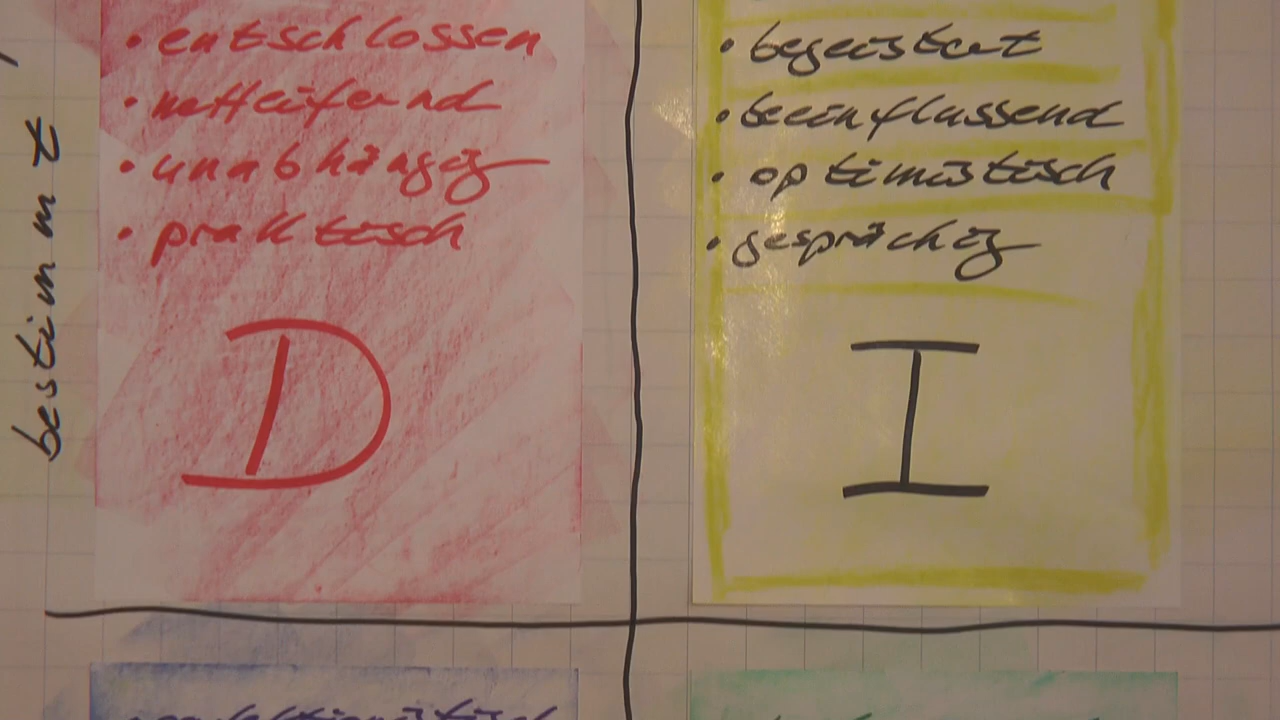 bestimmt
• entschlossen
• wetteifernd
• unabhängig
• praktisch
D
• begeistert
• beeinflussend
• optimistisch
• gesprächig
I